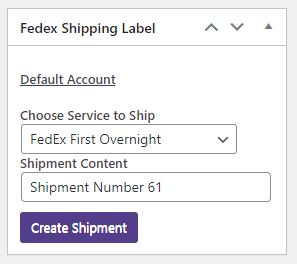 Fedex Shipping Label
Default Account
Choose Service to Ship
FedEx First Overnight
Shipment Content
Shipment Number 61
Create Shipment